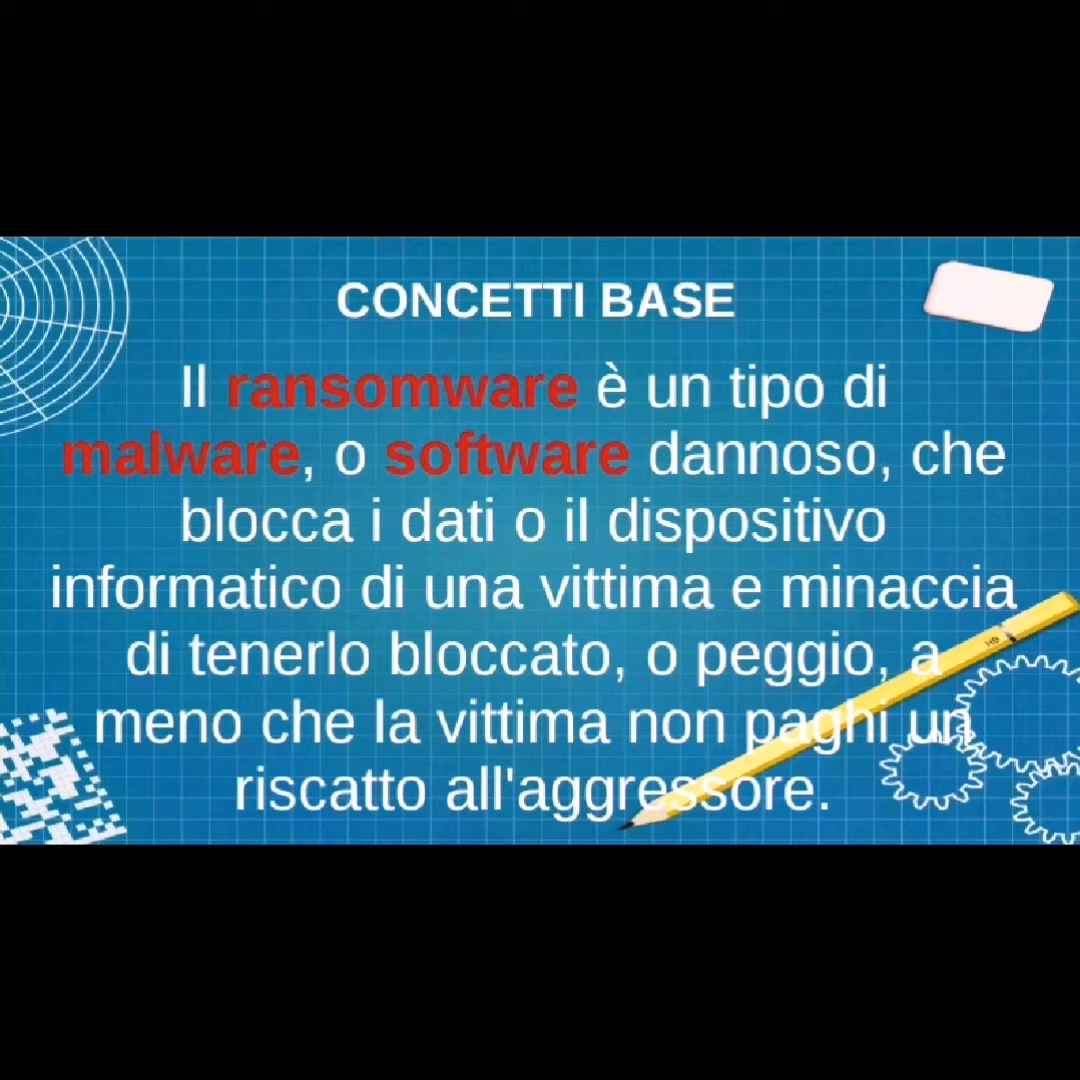 CONCETTI BASE
Il ransomware è un tipo di
malware, o software dannoso, che
blocca i dati o il dispositivo
informatico di una vittima e minaccia
di tenerlo bloccato, o peggio, a
meno che la vittima non paghi un
riscatto all'aggressore.
HB